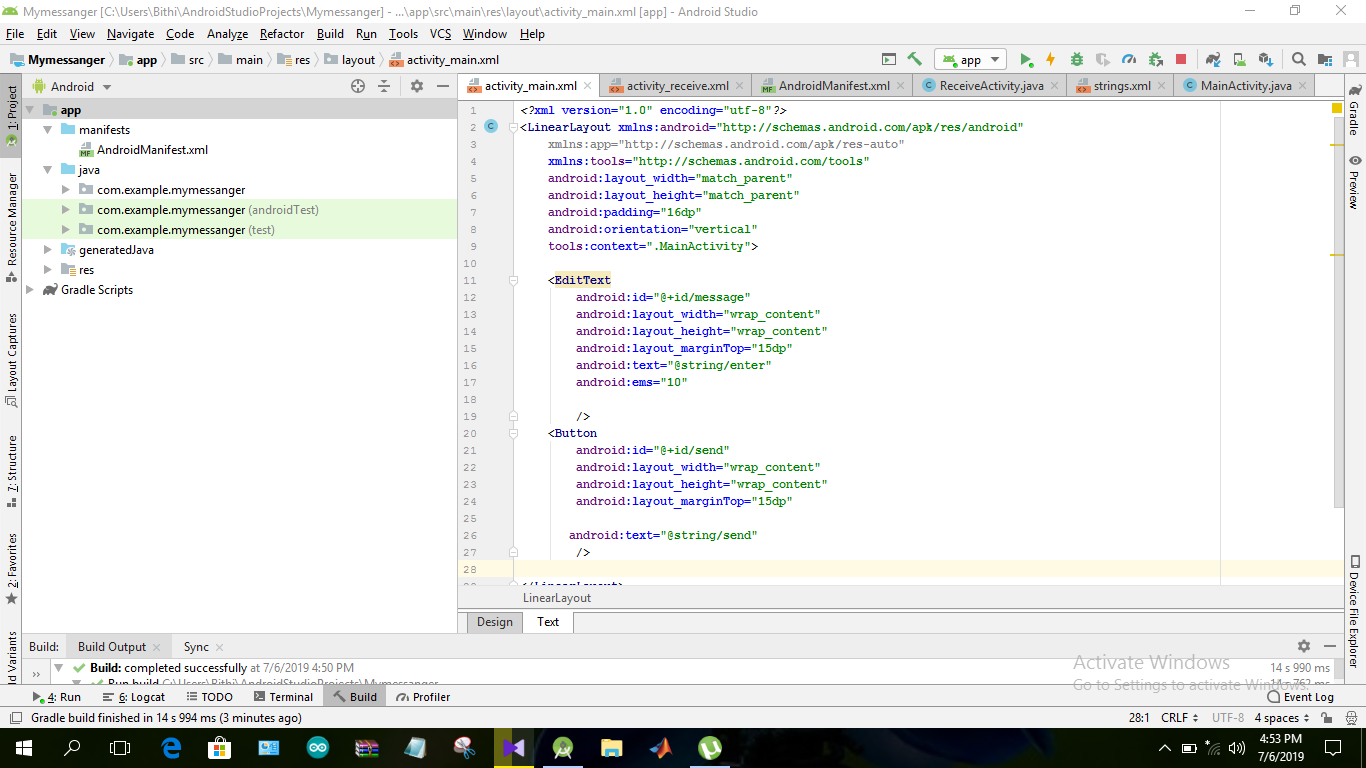 Mymessanger [C:\Users\Bithi\AndroidStudioProjects\Mymessanger] - ...\app\src\main\res\layout\activity_main.xml [app] - Android Studio
File Edit View Navigate Code Analyze Refactor Build Run Tools VCS Window Help
Mymessanger app src main res layout activity_main.xml app
1: Project
Resource Manager
Layout Captures
7: Structure
2: Favorites
ld Variants
Android
app
manifests
AndroidManifest.xml
java
com.example.mymessanger
com.example.mymessanger (androidTest)
com.example.mymessanger (test)
generatedJava
res
Gradle Scripts
activity_main.xml activity_receive.xml AndroidManifest.xml ReceiveActivity.java strings.xml MainActivity.java
1 <?xml version="1.0" encoding="utf-8"?>
2 <LinearLayout xmlns:android="http://schemas.android.com/apk/res/android"
3 xmlns:app="http://schemas.android.com/apk/res-auto"
4 xmlns:tools="http://schemas.android.com/tools"
5 android:layout_width="match_parent"
6 android:layout_height="match_parent"
7 android:padding="16dp"
8 android:orientation="vertical"
9 tools:context=".MainActivity">
10
11 <EditText
12 android:id="@+id/message"
13 android:layout_width="wrap_content"
14 android:layout_height="wrap_content"
15 android:layout_marginTop="15dp"
16 android:text="@string/enter"
17 android:ems="10"
18
19 />
20 <Button
21 android:id="@+id/send"
22 android:layout_width="wrap_content"
23 android:layout_height="wrap_content"
24 android:layout_marginTop="15dp"
25
26 android:text="@string/send"
27 />
28
</LinearLayout>
LinearLayout
Design Text
Gradle
Preview
Device File Explorer
Build: Build Output Sync
Build: completed successfully at 7/6/2019 4:50 PM 14 s 990 ms
Run build C:\Users\Bithi\AndroidStudioProjects\Mymessanger 14 s 762 ms
Activate Windows
Go to Settings to activate Windows.
4: Run 6: Logcat TODO Terminal Build Profiler Event Log
Gradle build finished in 14 s 994 ms (3 minutes ago) 28:1 CRLF UTF-8 4 spaces
4:53 PM
7/6/2019